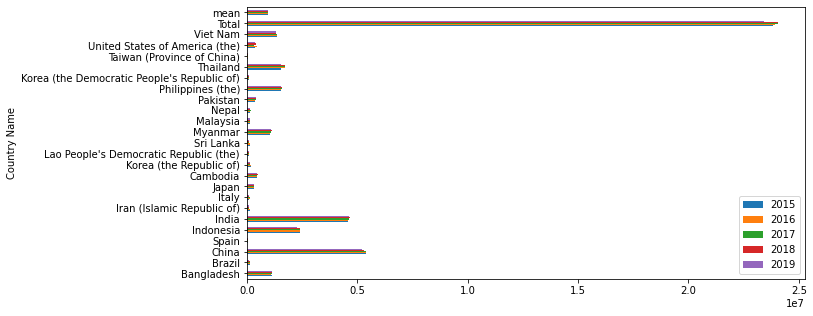 Country Name
mean
Total
Viet Nam
United States of America (the)
Taiwan (Province of China)
Thailand
Korea (the Democratic People's Republic of)
Philippines (the)
Pakistan
Nepal
Malaysia
Myanmar
Sri Lanka
Lao People's Democratic Republic (the)
Korea (the Republic of)
Cambodia
Japan
Italy
Iran (Islamic Republic of)
India
Indonesia
Spain
China
Brazil
Bangladesh
2015
2016
2017
2018
2019
0.0 0.5 1.0 1.5 2.0 2.5
1e7